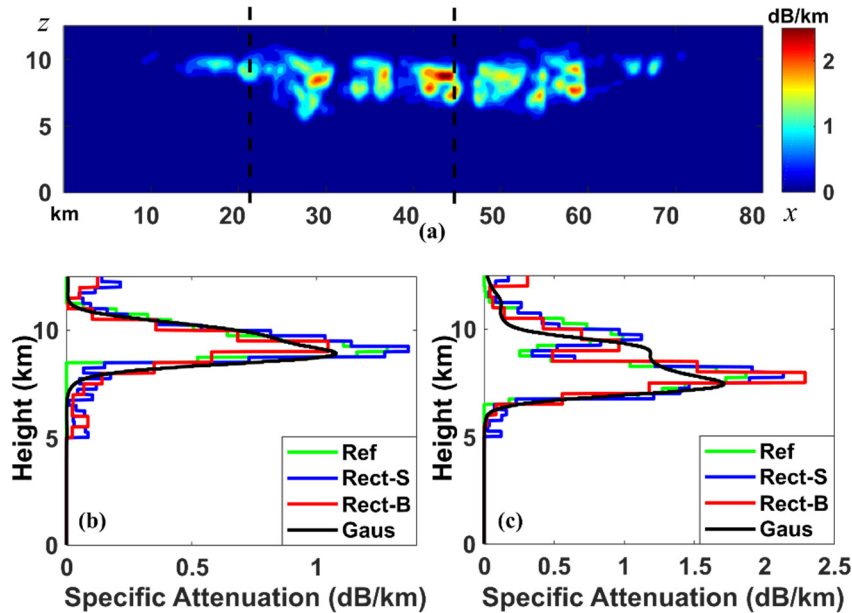 z
dB/km
10
5
0
2
1
0
km
10
20
30
40
50
60
70
80
x
(a)
Height (km)
10
5
0
(b)
Ref
Rect-S
Rect-B
Gaus
0
0.5
1
Specific Attenuation (dB/km)
Height (km)
10
5
0
(c)
Ref
Rect-S
Rect-B
Gaus
0
0.5
1
1.5
2
2.5
Specific Attenuation (dB/km)